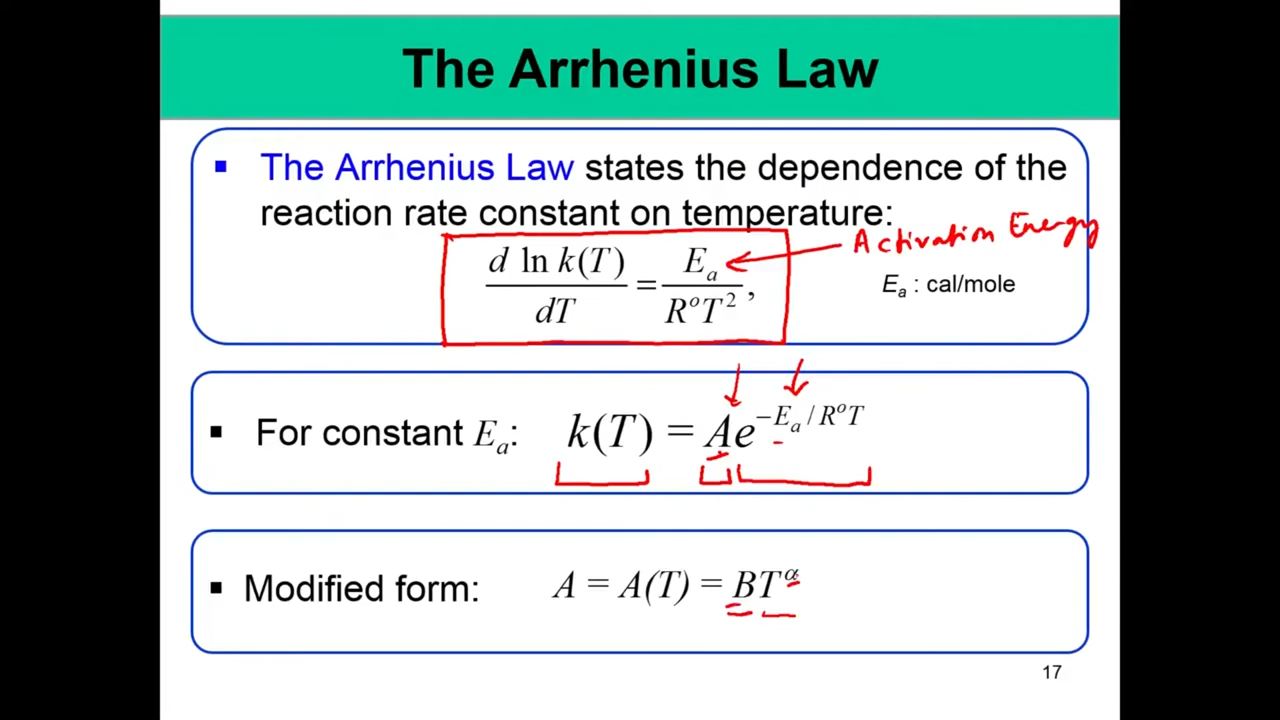 The Arrhenius Law
▪ The Arrhenius Law states the dependence of the
reaction rate constant on temperature:
d ln k(T) / dT = Eₐ / R°T²,
Activation Energy
Eₐ : cal/mole
▪ For constant Eₐ: k(T) = Ae^(−Eₐ/R°T)
▪ Modified form: A = A(T) = BT^α
17